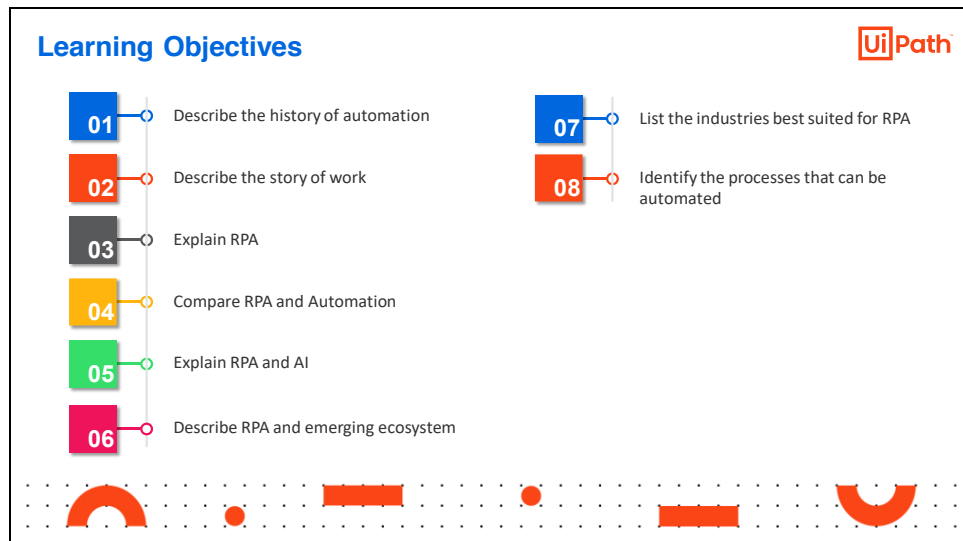 Learning Objectives
UiPath
01
Describe the history of automation
02
Describe the story of work
03
Explain RPA
04
Compare RPA and Automation
05
Explain RPA and AI
06
Describe RPA and emerging ecosystem
07
List the industries best suited for RPA
08
Identify the processes that can be
automated